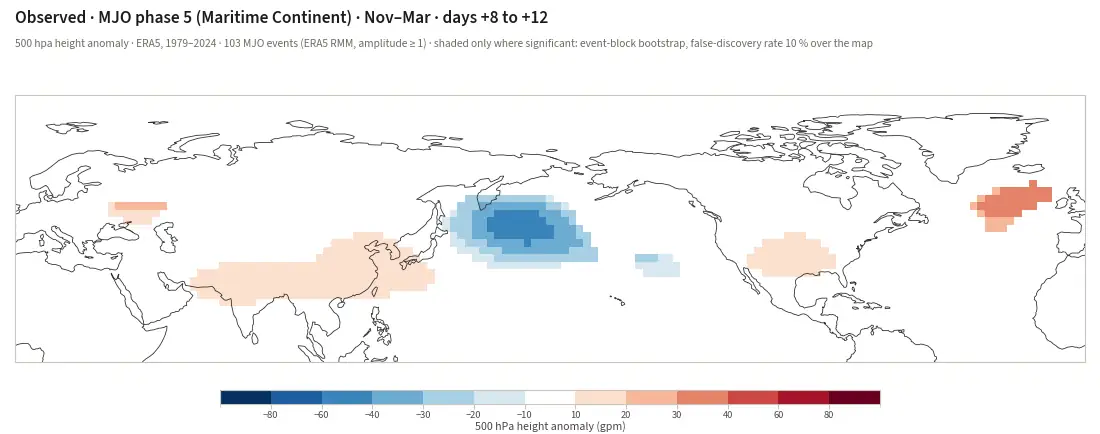 Observed · MJO phase 5 (Maritime Continent) · Nov–Mar · days +8 to +12
500 hpa height anomaly · ERA5, 1979–2024 · 103 MJO events (ERA5 RMM, amplitude ≥ 1) · shaded only where significant: event-block bootstrap, false-discovery rate 10 % over the map
−80 −60 −40 −30 −20 −10 10 20 30 40 60 80
500 hPa height anomaly (gpm)